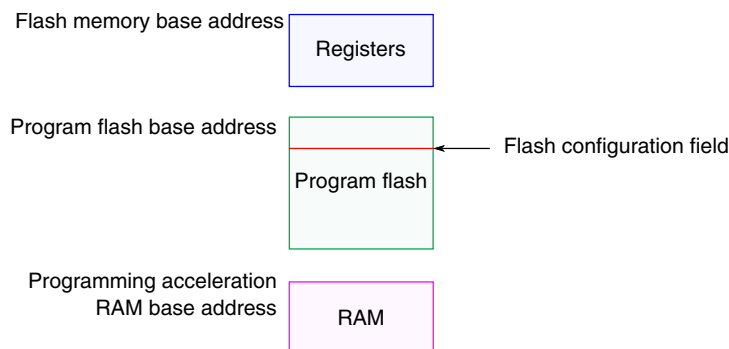 Flash memory base address
Registers
Program flash base address
Flash configuration field
Program flash
Programming acceleration
RAM base address
RAM